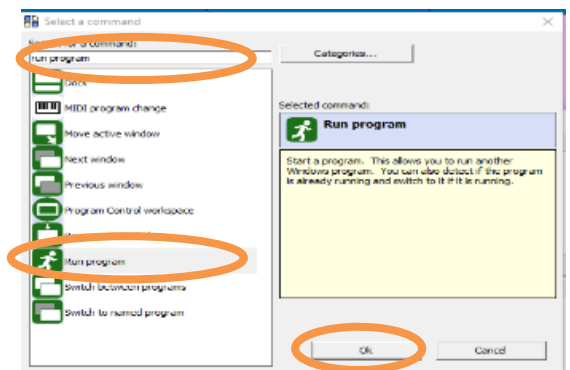 Select a command
for a command:
run program
Categories...
Docs
MIDI program change
Move active window
Next window
Previous window
Program Control workspace
Run program
Switch between programs
Switch to named program
Selected command:
Run program
Start a program. This allows you to run another
Windows program. You can also detect if the program
is already running and switch to it if it is running.
Ok
Cancel